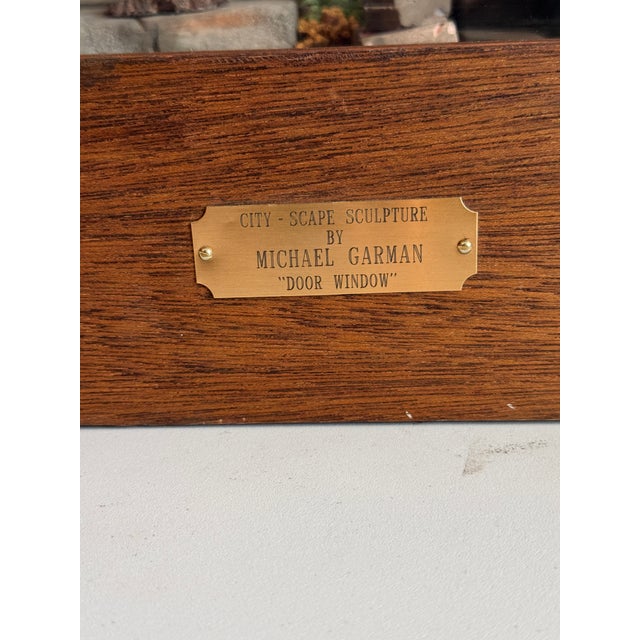 CITY - SCAPE SCULPTURE
BY
MICHAEL GARMAN
"DOOR WINDOW"